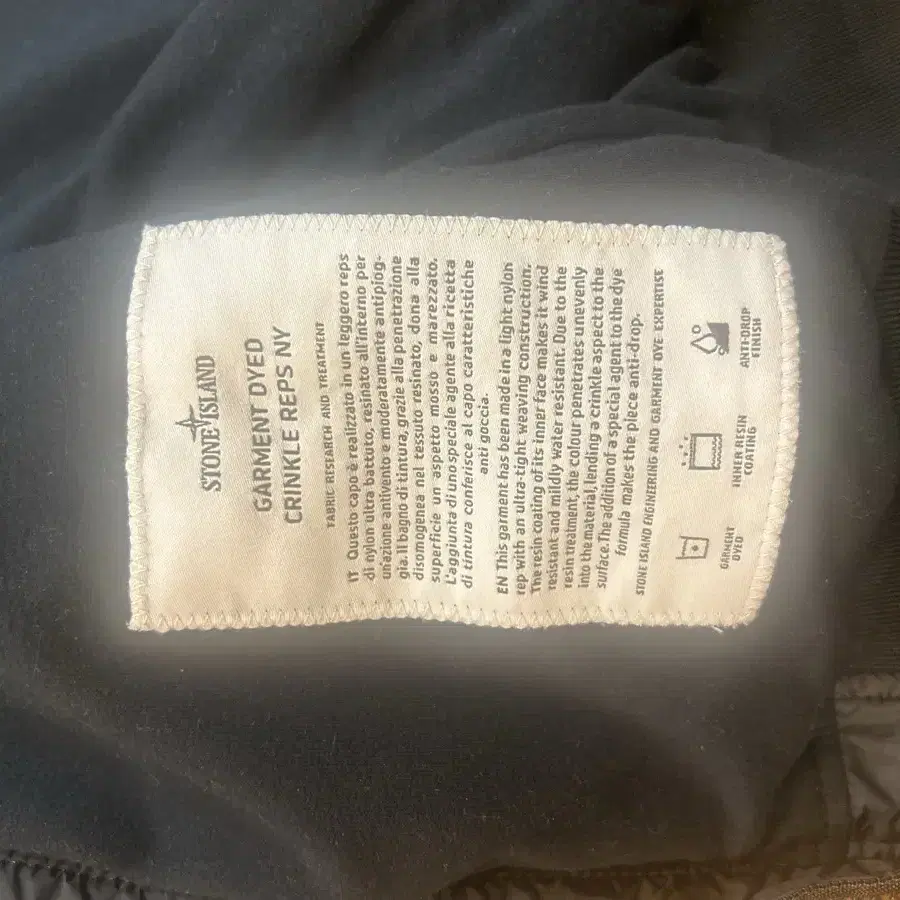 STONE ISLAND
GARMENT DYED
CRINKLE REPS NY
FABRIC RESEARCH AND TREATMENT
IT Questo capo è realizzato in un leggero reps
di nylon ultra battuto, resinato all'interno per
un'azione antivento e moderatamente antipiog-
gia. Il bagno di tintura, grazie alla penetrazione
disomogenea nel tessuto resinato, dona alla
superficie un aspetto mosso e marezzato.
L'aggiunta di uno speciale agente alla ricetta
di tintura conferisce al capo caratteristiche
anti goccia.
EN This garment has been made in a light nylon
rep with an ultra-tight weaving construction.
The resin coating of its inner face makes it wind
resistant and mildly water resistant. Due to the
resin treatment, the colour penetrates unevenly
into the material, lending a crinkle aspect to the
surface. The addition of a special agent to the dye
formula makes the piece anti-drop.
STONE ISLAND ENGINEERING AND GARMENT DYE EXPERTISE
GARMENT
DYED
INNER RESIN
COATING
ANTI-DROP
FINISH